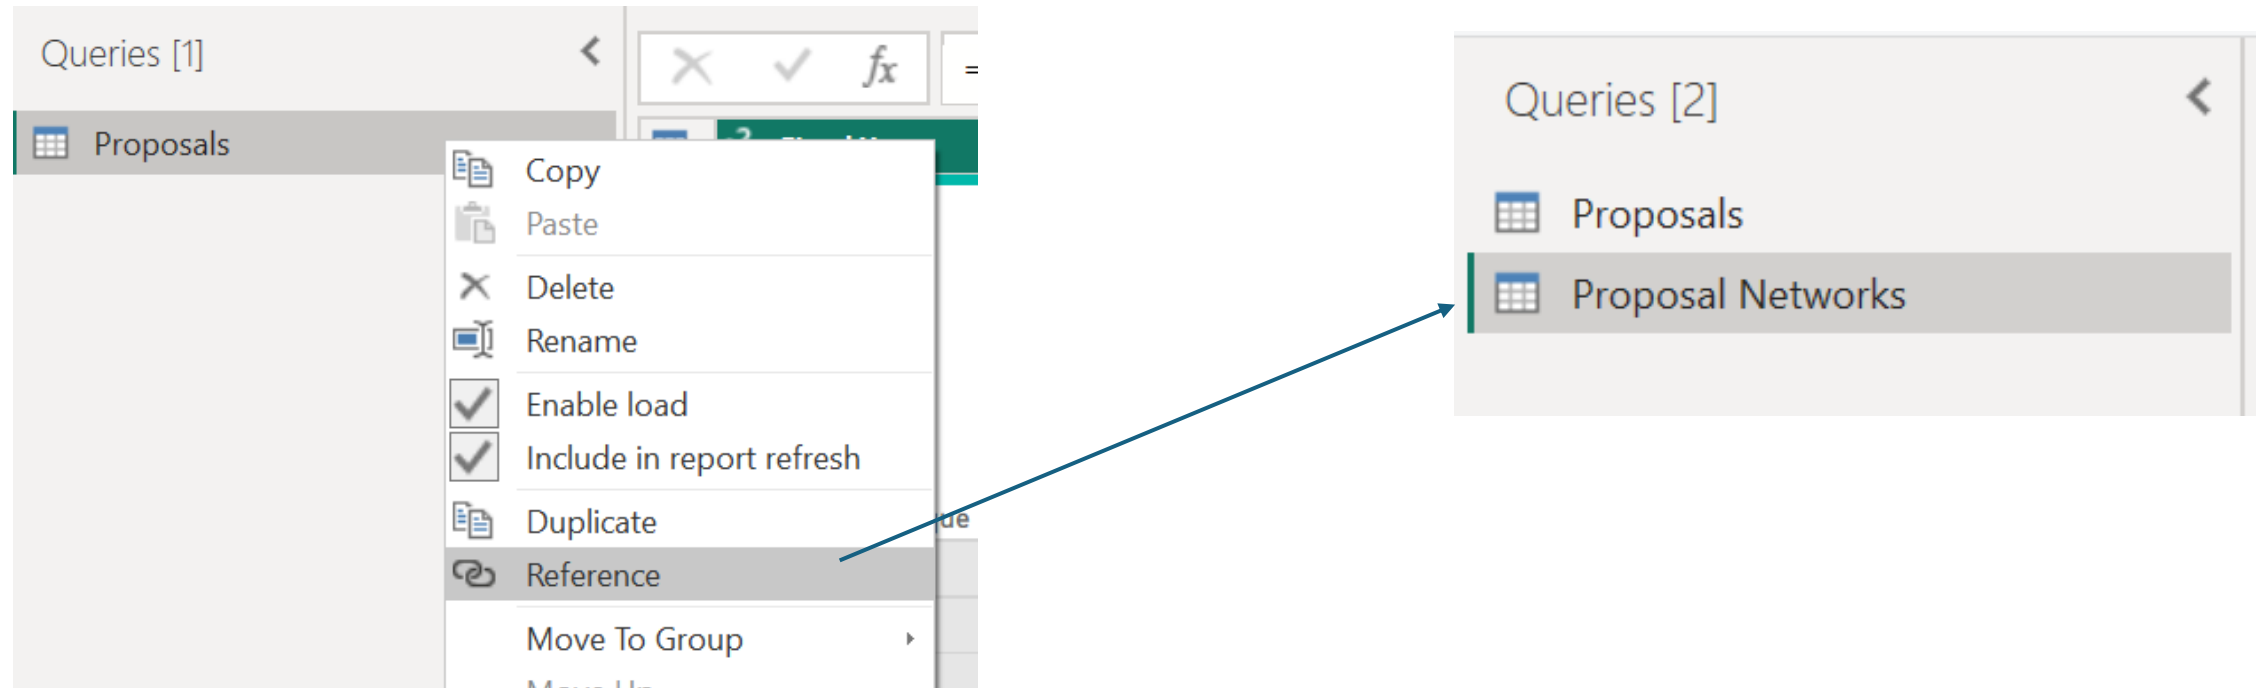 Queries [1]
fx
=
Proposals
Copy
Paste
Delete
Rename
Enable load
Include in report refresh
Duplicate
Reference
Move To Group
Queries [2]
Proposals
Proposal Networks